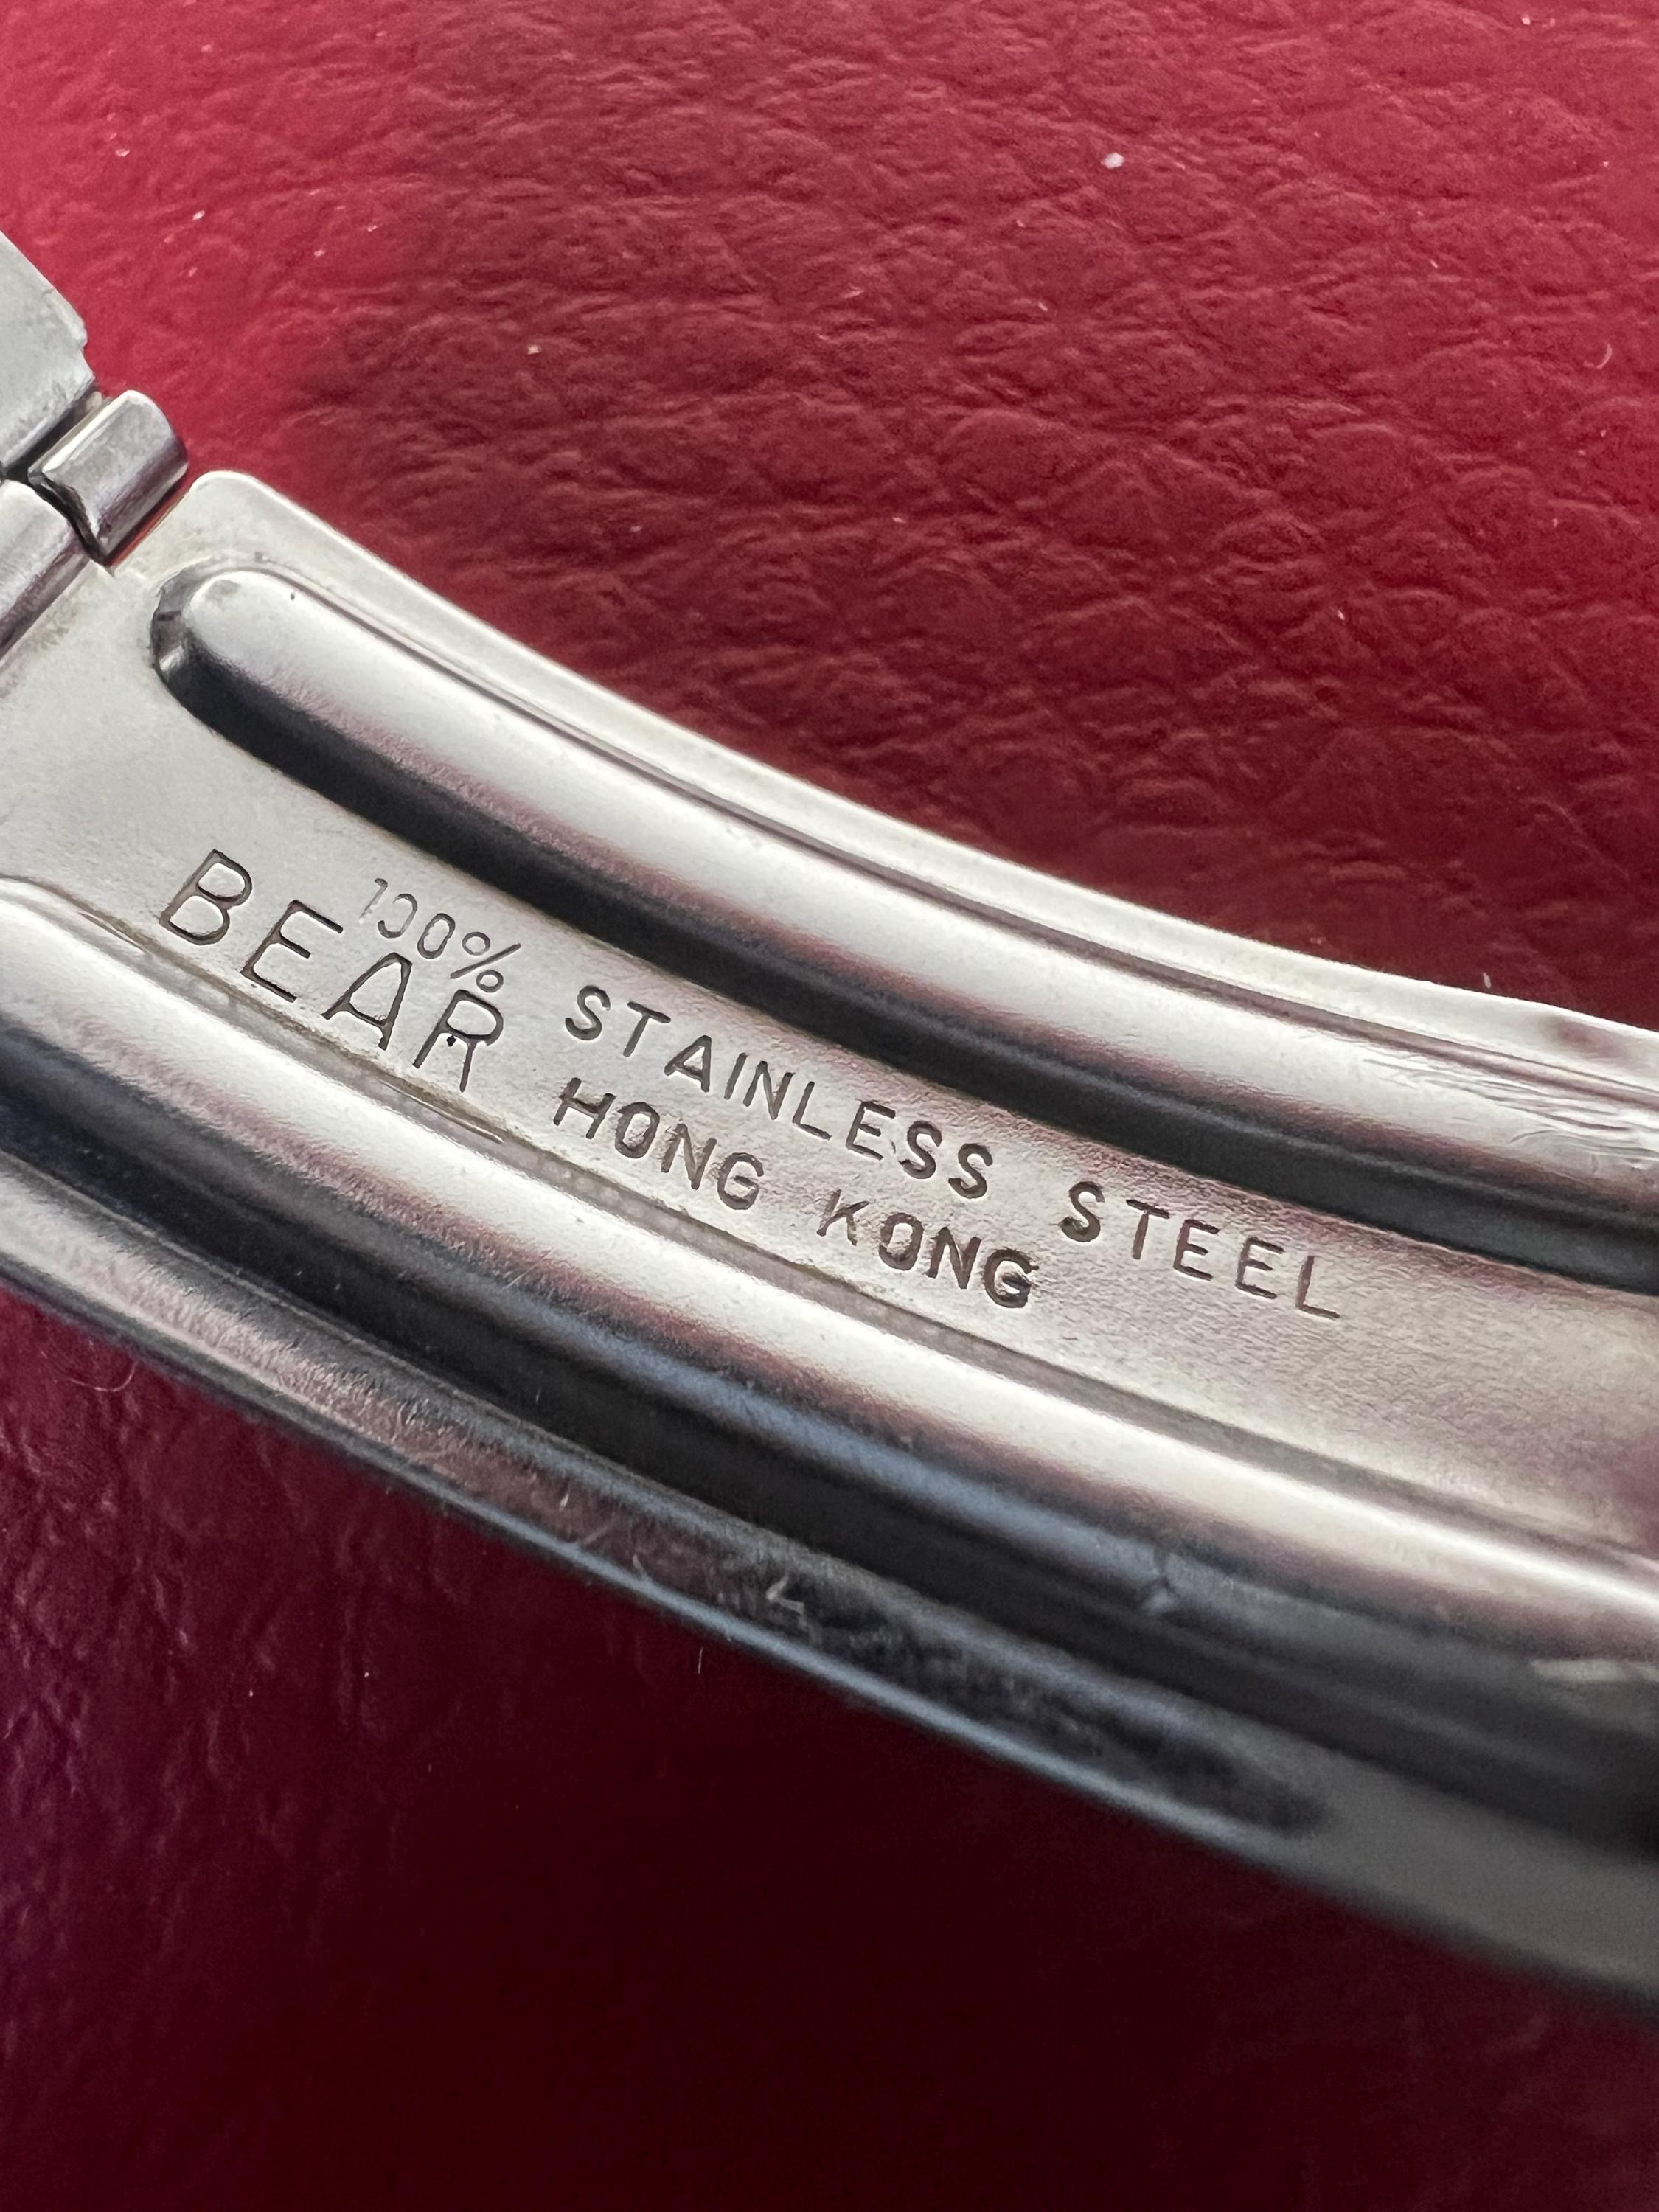 100% STAINLESS STEEL
BEAR HONG KONG